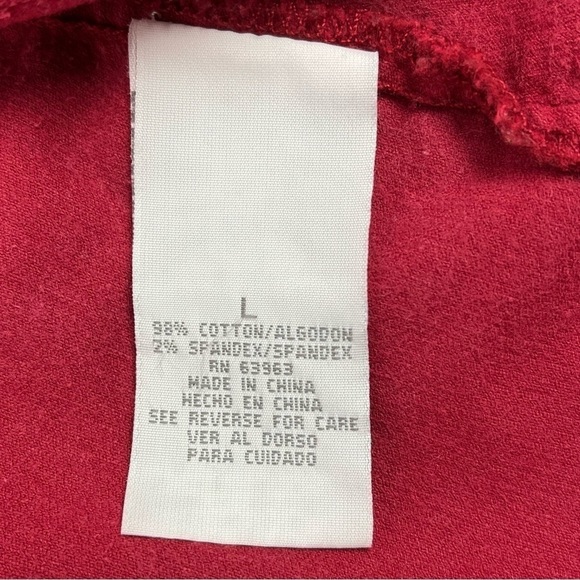 L
98% COTTON/ALGODON
2% SPANDEX/SPANDEX
RN 63963
MADE IN CHINA
HECHO EN CHINA
SEE REVERSE FOR CARE
VER AL DORSO
PARA CUIDADO